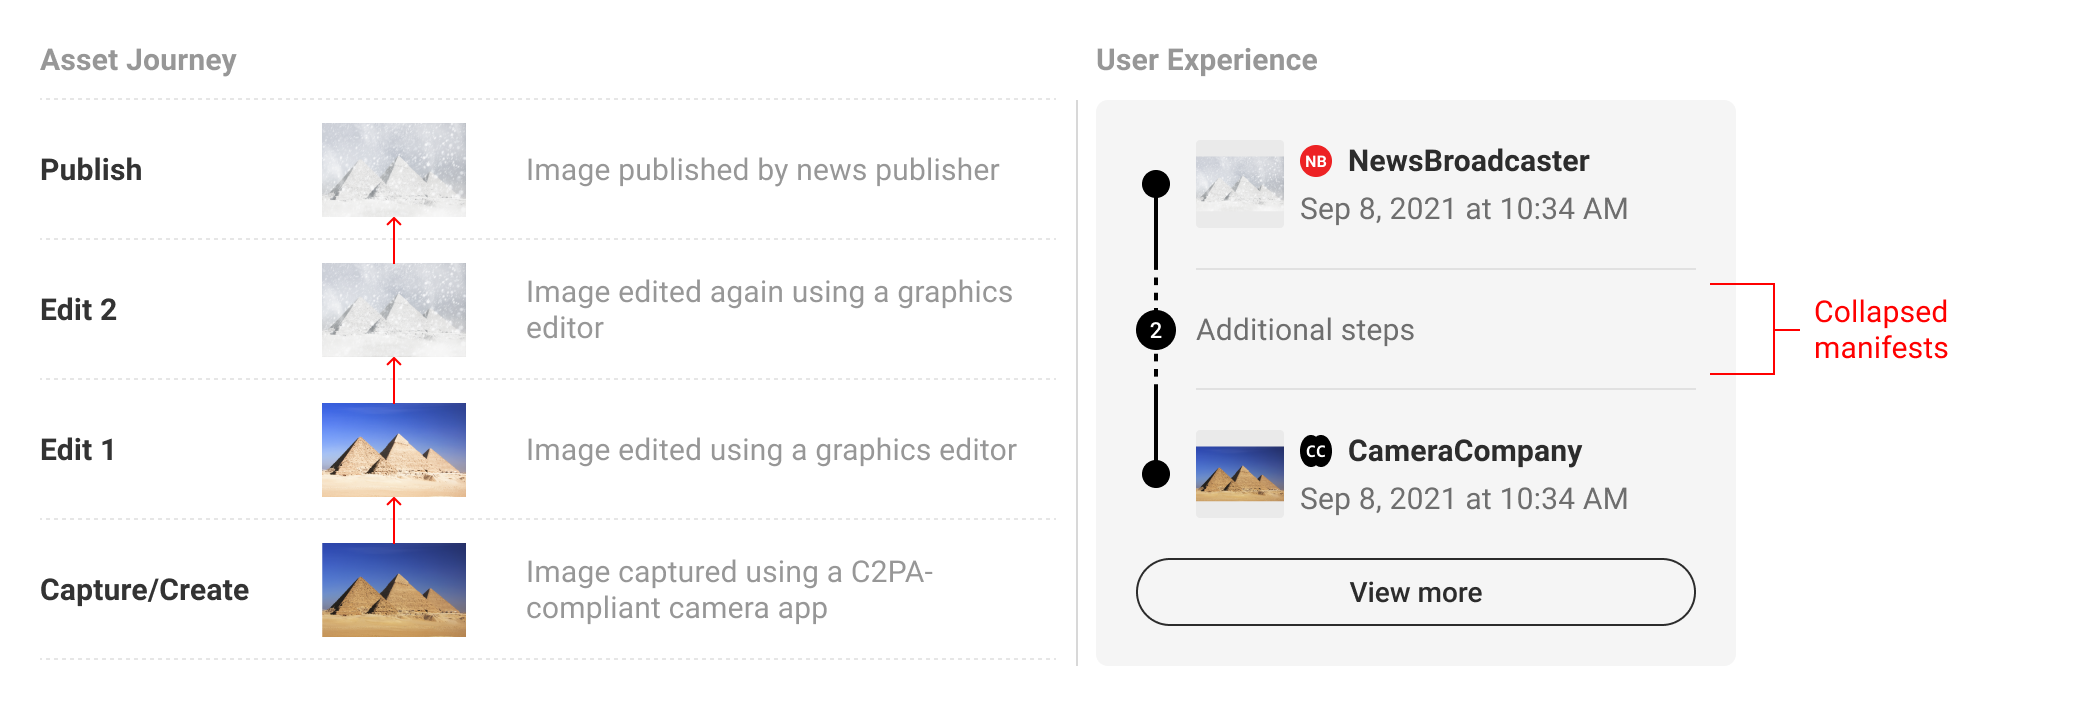 Asset Journey
Publish
Image published by news publisher
Edit 2
Image edited again using a graphics
editor
Edit 1
Image edited using a graphics editor
Capture/Create
Image captured using a C2PA-
compliant camera app
User Experience
NB NewsBroadcaster
Sep 8, 2021 at 10:34 AM
2 Additional steps
Collapsed
manifests
CC CameraCompany
Sep 8, 2021 at 10:34 AM
View more